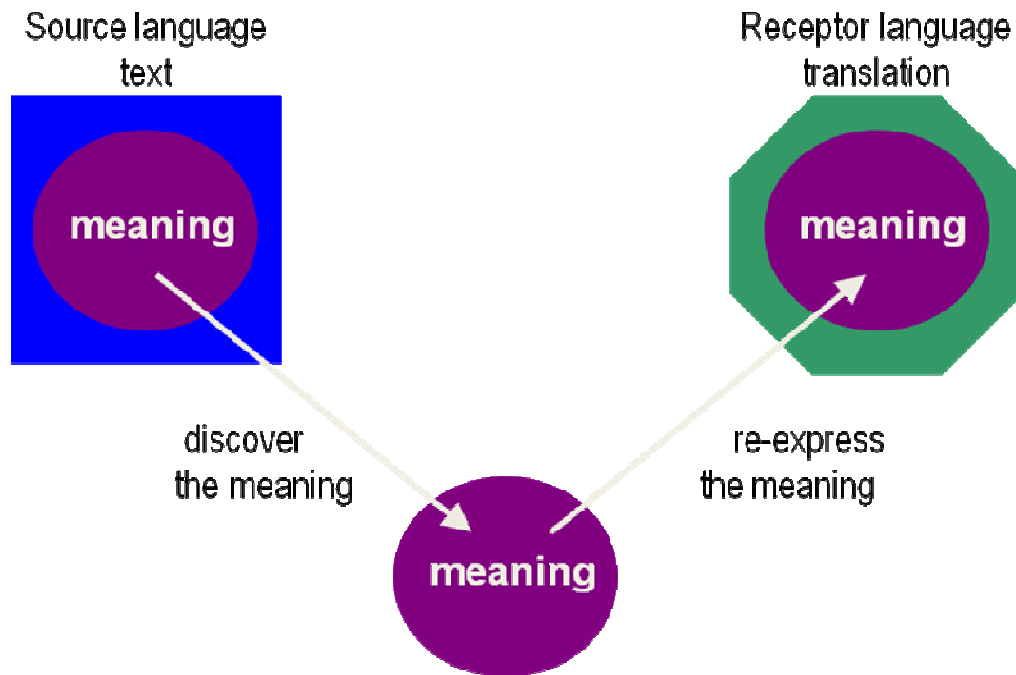 Source language
text
Receptor language
translation
meaning
meaning
discover
the meaning
re-express
the meaning
meaning